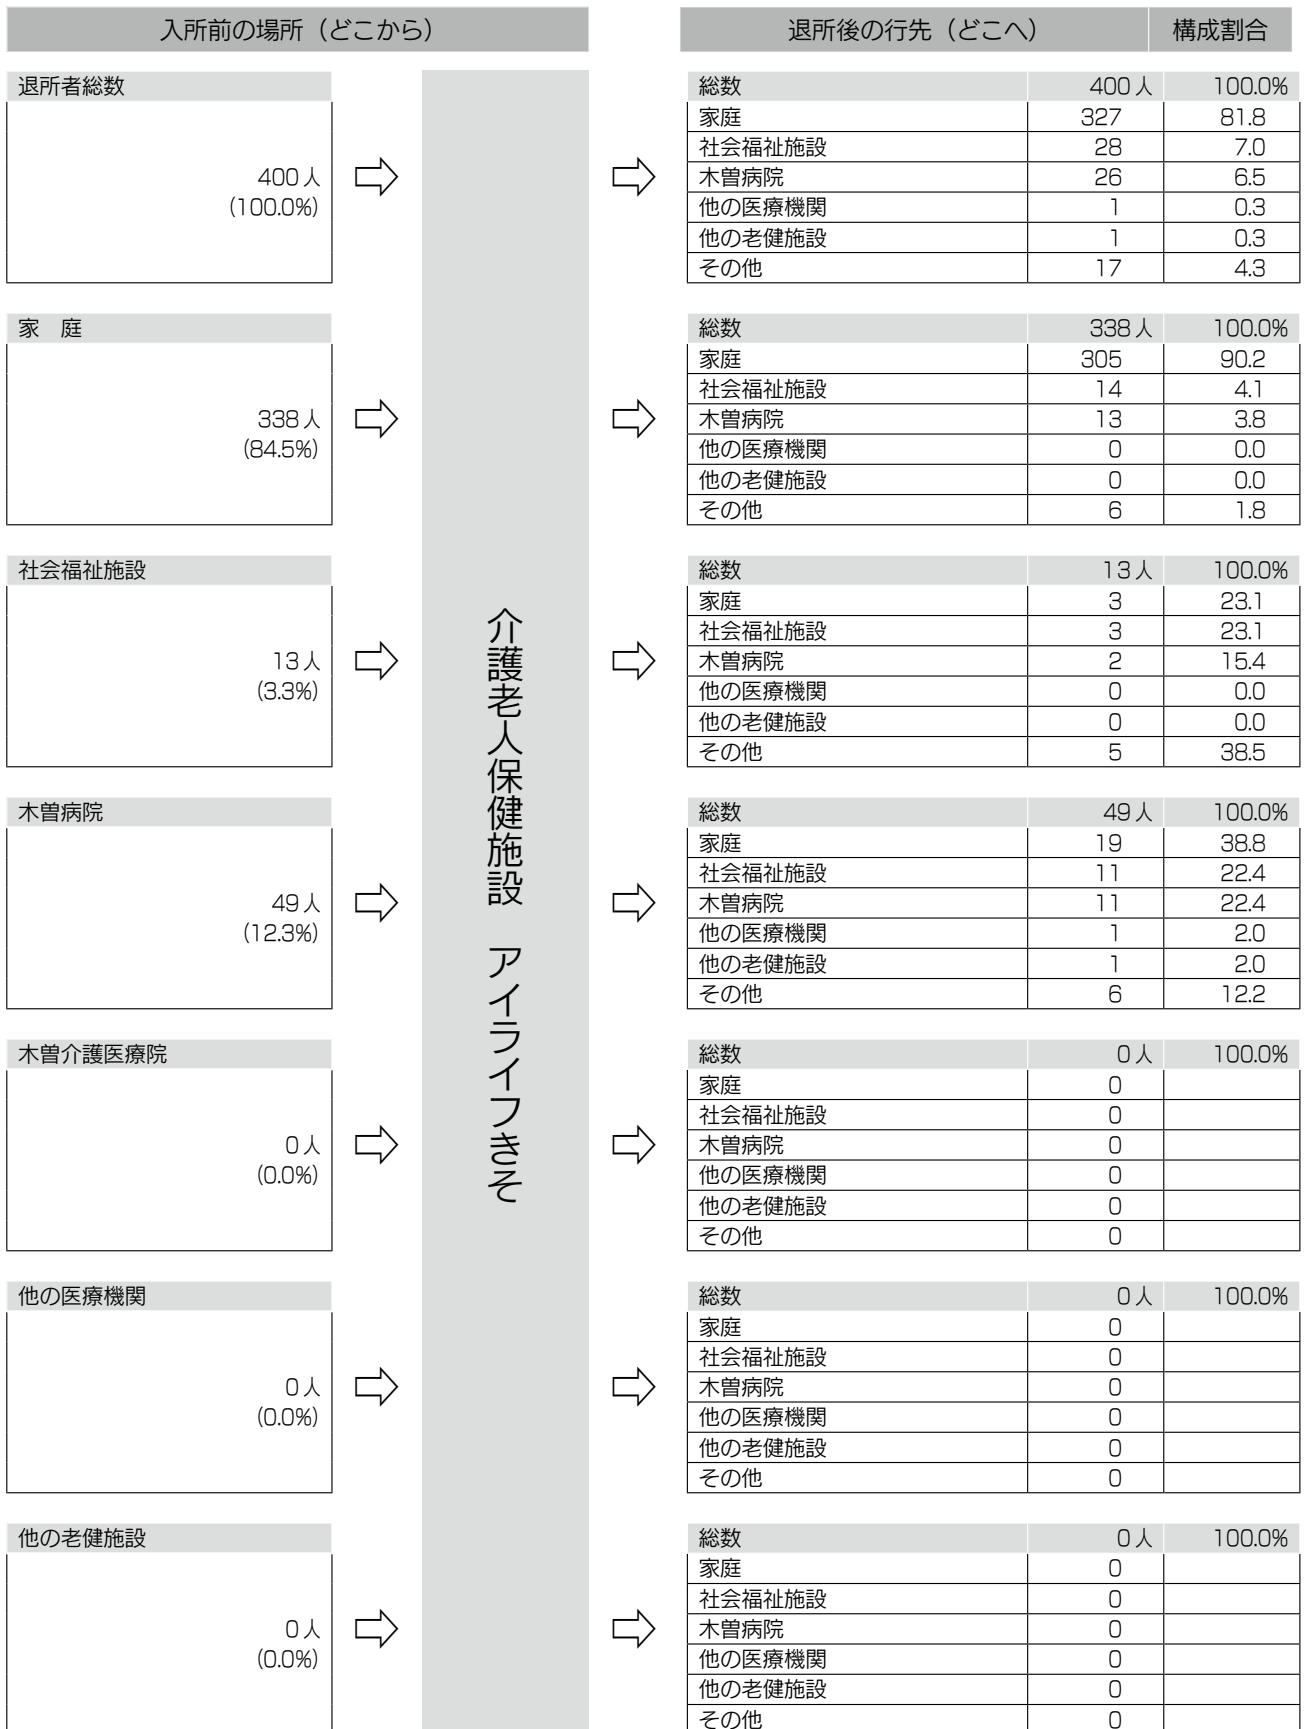 入所前の場所（どこから）
退所後の行先（どこへ） 構成割合
退所者総数
400人
(100.0%)
総数 400人 100.0%
家庭 327 81.8
社会福祉施設 28 7.0
木曽病院 26 6.5
他の医療機関 1 0.3
他の老健施設 1 0.3
その他 17 4.3
家　庭
338人
(84.5%)
総数 338人 100.0%
家庭 305 90.2
社会福祉施設 14 4.1
木曽病院 13 3.8
他の医療機関 0 0.0
他の老健施設 0 0.0
その他 6 1.8
社会福祉施設
13人
(3.3%)
総数 13人 100.0%
家庭 3 23.1
社会福祉施設 3 23.1
木曽病院 2 15.4
他の医療機関 0 0.0
他の老健施設 0 0.0
その他 5 38.5
介護老人保健施設　アイライフきそ
木曽病院
49人
(12.3%)
総数 49人 100.0%
家庭 19 38.8
社会福祉施設 11 22.4
木曽病院 11 22.4
他の医療機関 1 2.0
他の老健施設 1 2.0
その他 6 12.2
木曽介護医療院
0人
(0.0%)
総数 0人 100.0%
家庭 0
社会福祉施設 0
木曽病院 0
他の医療機関 0
他の老健施設 0
その他 0
他の医療機関
0人
(0.0%)
総数 0人 100.0%
家庭 0
社会福祉施設 0
木曽病院 0
他の医療機関 0
他の老健施設 0
その他 0
他の老健施設
0人
(0.0%)
総数 0人 100.0%
家庭 0
社会福祉施設 0
木曽病院 0
他の医療機関 0
他の老健施設 0
その他 0